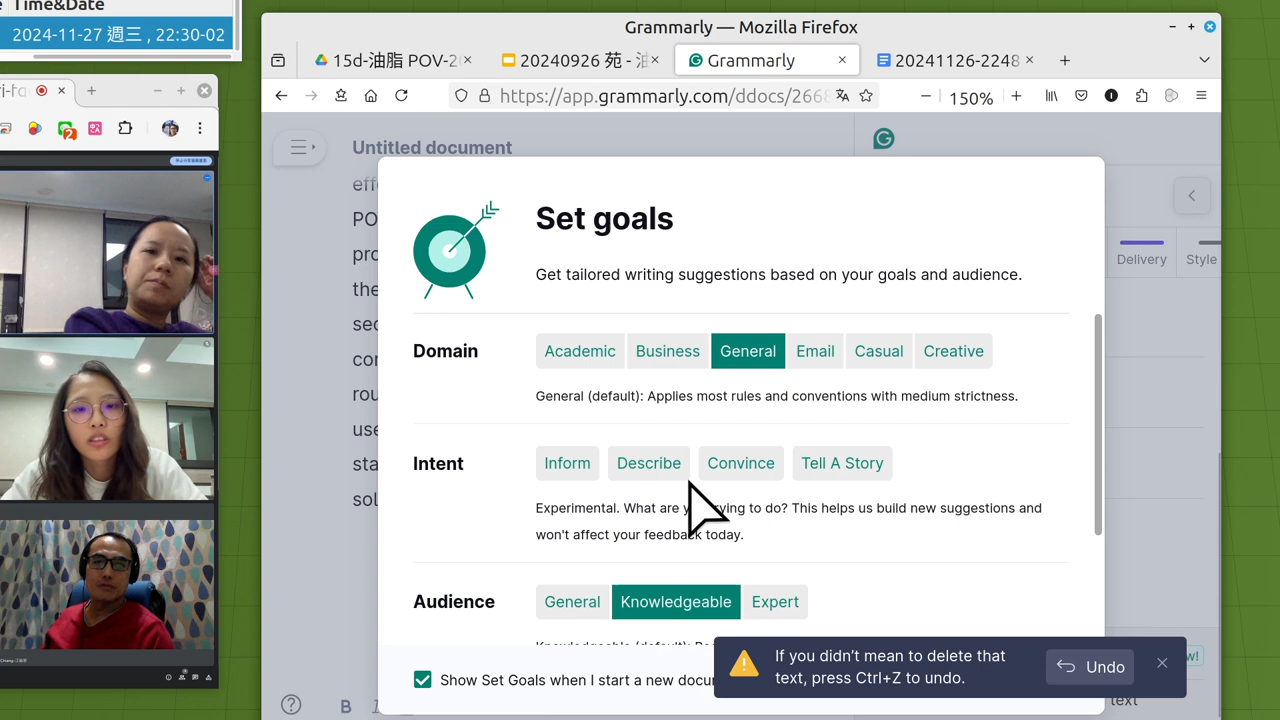 Time&Date
2024-11-27 週三 , 22:30-02
Grammarly — Mozilla Firefox
15d-油脂 POV-2
20240926 苑 - 油
Grammarly
20241126-2248
https://app.grammarly.com/ddocs/266
150%
2
Untitled document
effe
PO
pro
the
sec
con
rou
use
sta
sol
Set goals
Get tailored writing suggestions based on your goals and audience.
Delivery
Style
Domain
Academic Business General Email Casual Creative
General (default): Applies most rules and conventions with medium strictness.
Intent
Inform Describe Convince Tell A Story
Experimental. What are trying to do? This helps us build new suggestions and
won't affect your feedback today.
Audience
General Knowledgeable Expert
Show Set Goals when I start a new docu
If you didn't mean to delete that
text, press Ctrl+Z to undo.
Undo
w!
text
B